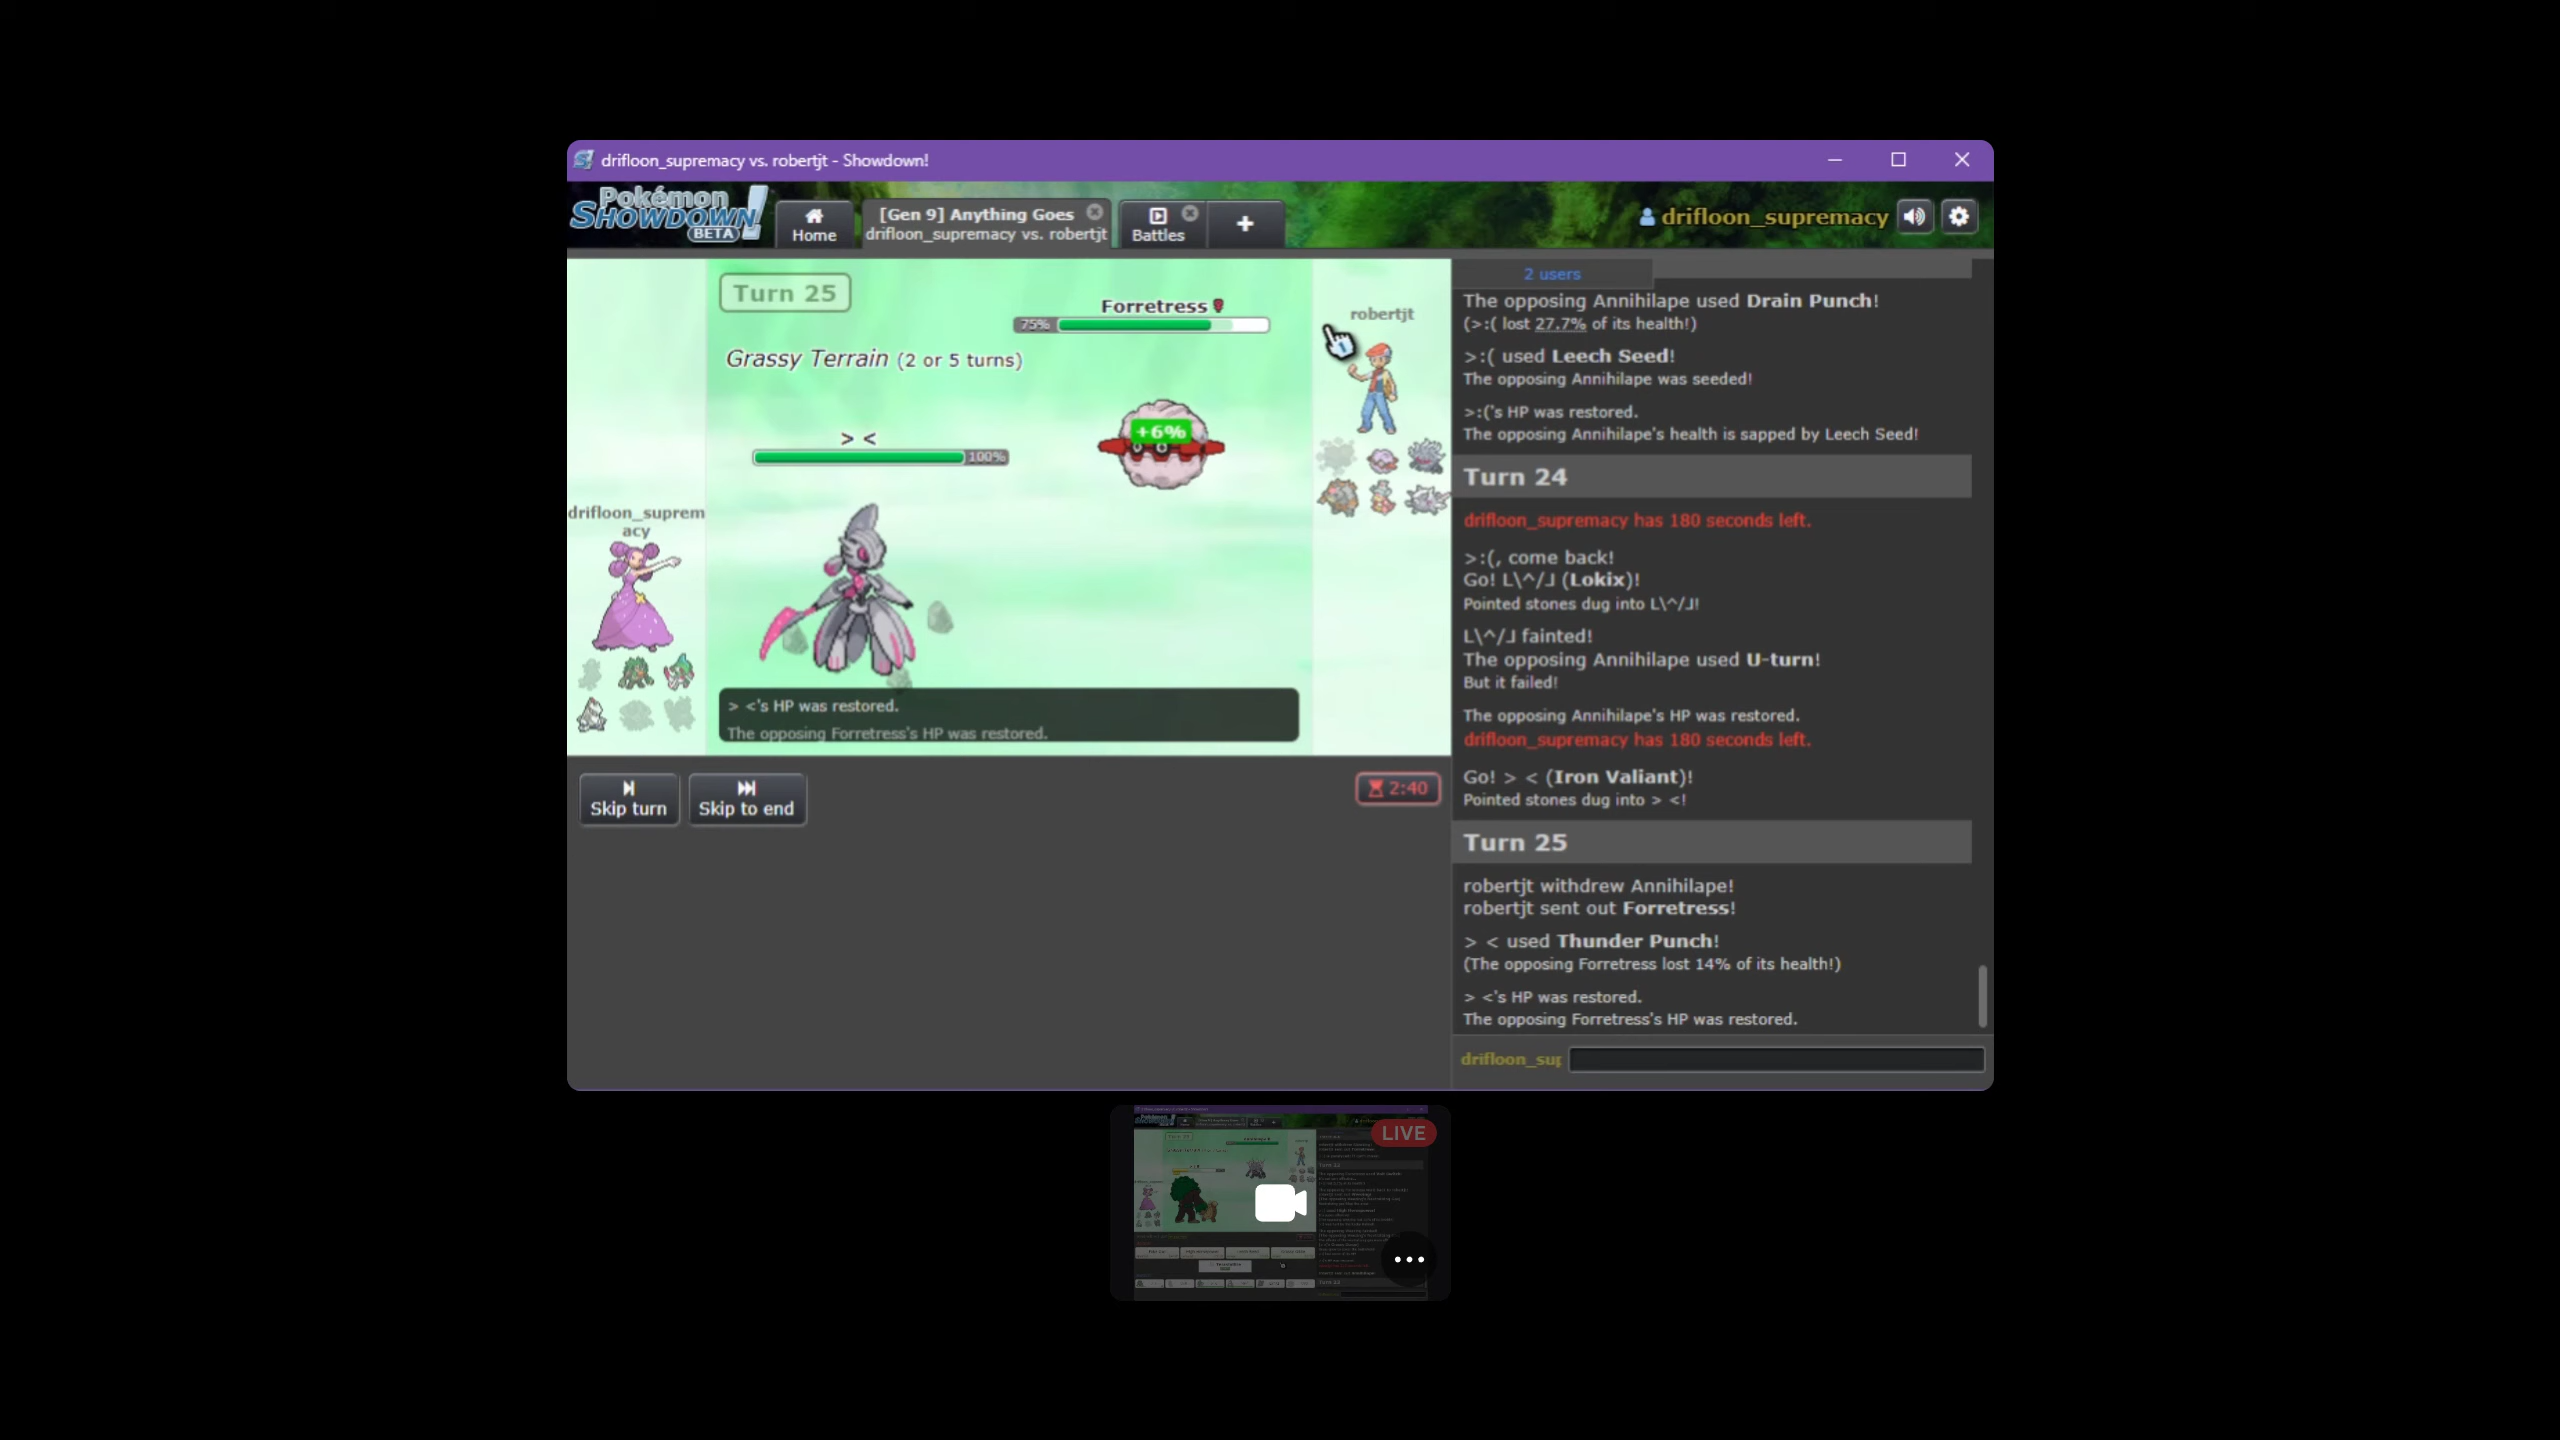 drifloon_supremacy vs. robertjt - Showdown!
Pokémon
SHOWDOWN!
BETA
Home
[Gen 9] Anything Goes
drifloon_supremacy vs. robertjt
Battles
+
drifloon_supremacy
Turn 25
Forretress
75%
Grassy Terrain (2 or 5 turns)
+6%
> <
100%
drifloon_suprem
acy
robertjt
> <'s HP was restored.
The opposing Forretress's HP was restored.
Skip turn
Skip to end
2:40
2 users
The opposing Annihilape used Drain Punch!
(>:( lost 27.7% of its health!)
>:( used Leech Seed!
The opposing Annihilape was seeded!
>:('s HP was restored.
The opposing Annihilape's health is sapped by Leech Seed!
Turn 24
drifloon_supremacy has 180 seconds left.
>:(, come back!
Go! L\^/J (Lokix)!
Pointed stones dug into L\^/J!
L\^/J fainted!
The opposing Annihilape used U-turn!
But it failed!
The opposing Annihilape's HP was restored.
drifloon_supremacy has 180 seconds left.
Go! > < (Iron Valiant)!
Pointed stones dug into > <!
Turn 25
robertjt withdrew Annihilape!
robertjt sent out Forretress!
> < used Thunder Punch!
(The opposing Forretress lost 14% of its health!)
> <'s HP was restored.
The opposing Forretress's HP was restored.
drifloon_sup
LIVE